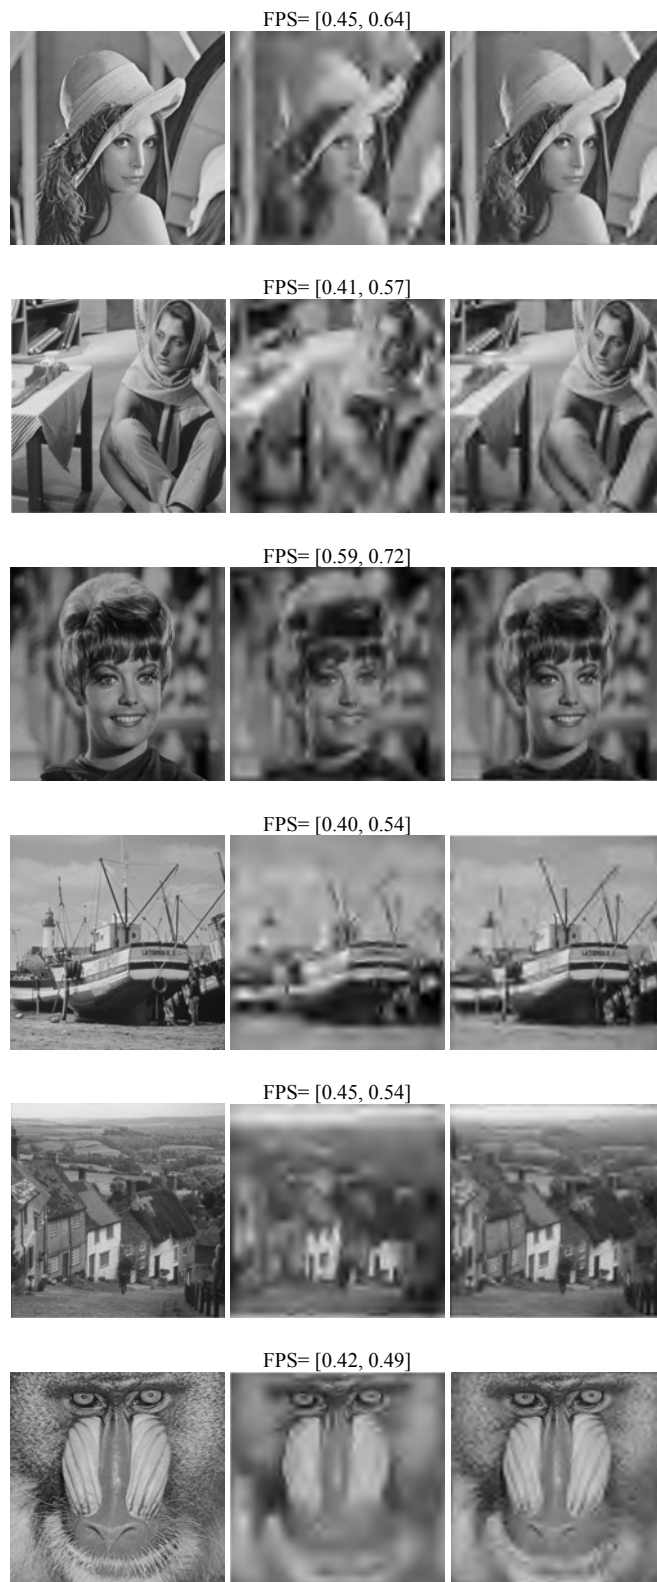 FPS= [0.45, 0.64]
FPS= [0.41, 0.57]
FPS= [0.59, 0.72]
FPS= [0.40, 0.54]
FPS= [0.45, 0.54]
FPS= [0.42, 0.49]